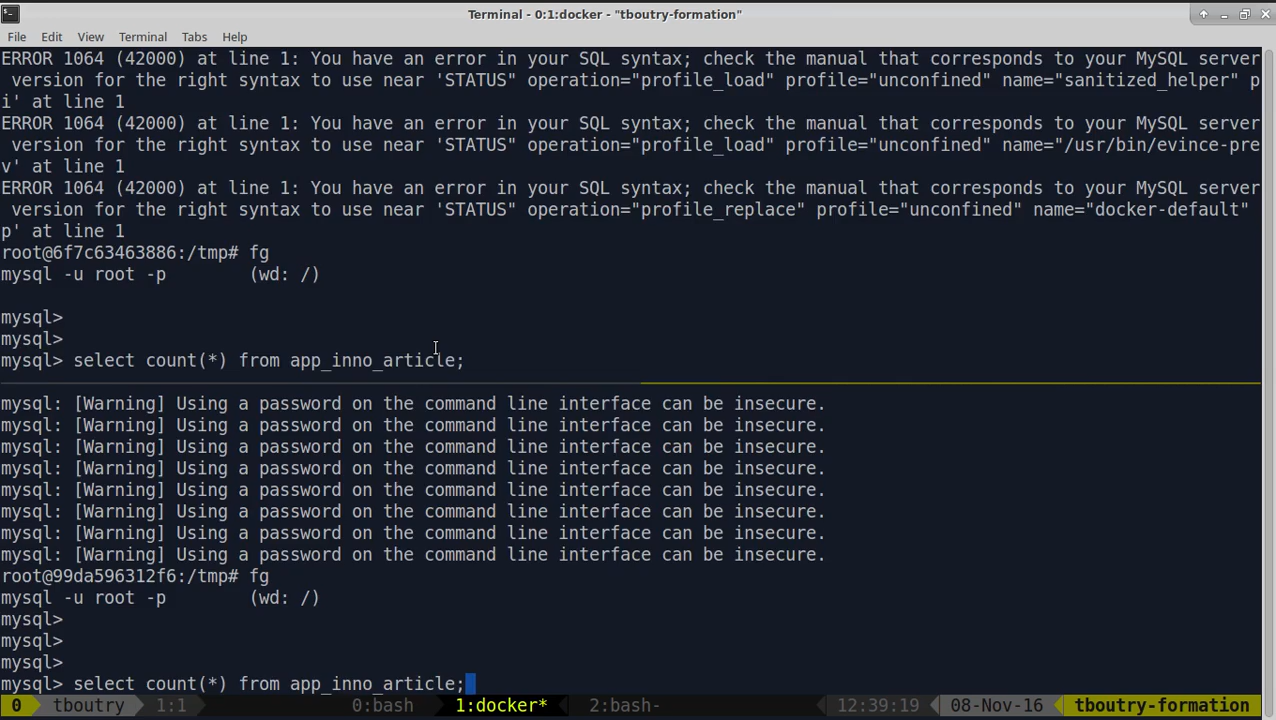 Terminal - 0:1:docker - "tboutry-formation"
File Edit View Terminal Tabs Help
ERROR 1064 (42000) at line 1: You have an error in your SQL syntax; check the manual that corresponds to your MySQL server
 version for the right syntax to use near 'STATUS" operation="profile_load" profile="unconfined" name="sanitized_helper" p
i' at line 1
ERROR 1064 (42000) at line 1: You have an error in your SQL syntax; check the manual that corresponds to your MySQL server
 version for the right syntax to use near 'STATUS" operation="profile_load" profile="unconfined" name="/usr/bin/evince-pre
v' at line 1
ERROR 1064 (42000) at line 1: You have an error in your SQL syntax; check the manual that corresponds to your MySQL server
 version for the right syntax to use near 'STATUS" operation="profile_replace" profile="unconfined" name="docker-default"
p' at line 1
root@6f7c63463886:/tmp# fg
mysql -u root -p        (wd: /)
mysql>
mysql>
mysql> select count(*) from app_inno_article;
mysql: [Warning] Using a password on the command line interface can be insecure.
mysql: [Warning] Using a password on the command line interface can be insecure.
mysql: [Warning] Using a password on the command line interface can be insecure.
mysql: [Warning] Using a password on the command line interface can be insecure.
mysql: [Warning] Using a password on the command line interface can be insecure.
mysql: [Warning] Using a password on the command line interface can be insecure.
mysql: [Warning] Using a password on the command line interface can be insecure.
mysql: [Warning] Using a password on the command line interface can be insecure.
root@99da596312f6:/tmp# fg
mysql -u root -p        (wd: /)
mysql>
mysql>
mysql>
mysql> select count(*) from app_inno_article;
0 tboutry 1:1 0:bash 1:docker* 2:bash- 12:39:19 08-Nov-16 tboutry-formation